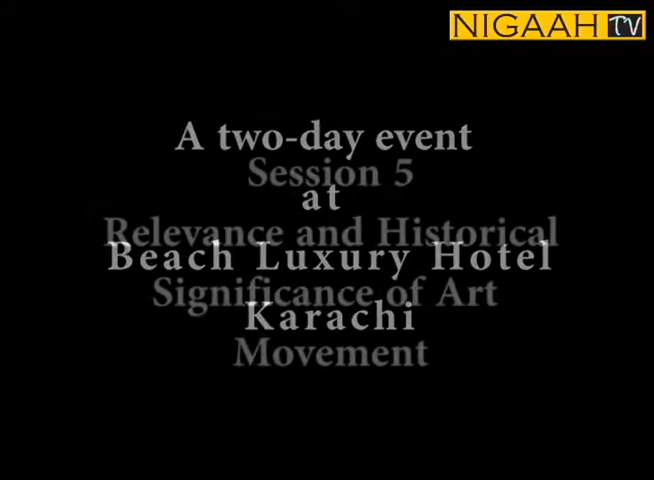 NIGAAH TV
A two-day event
Session 5
at
Relevance and Historical
Beach Luxury Hotel
Significance of Art
Karachi
Movement